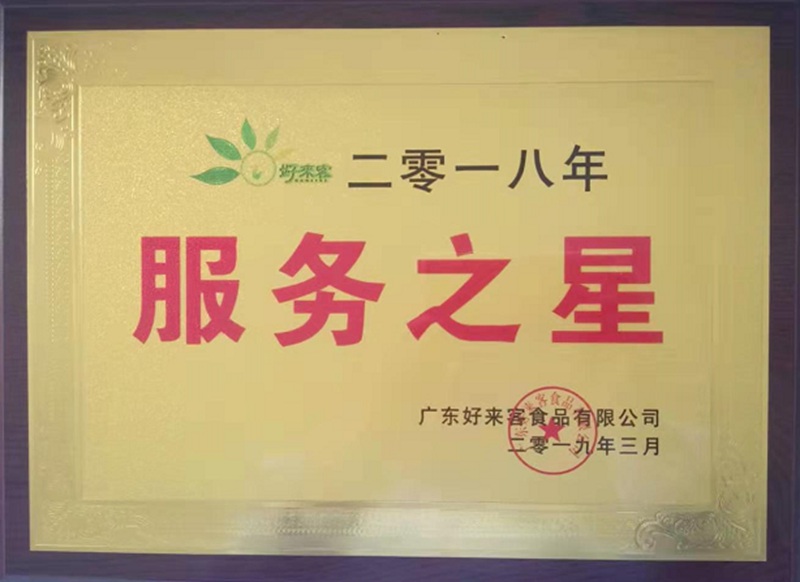 好来客 二零一八年
服务之星
广东好来客食品有限公司
二零一九年三月